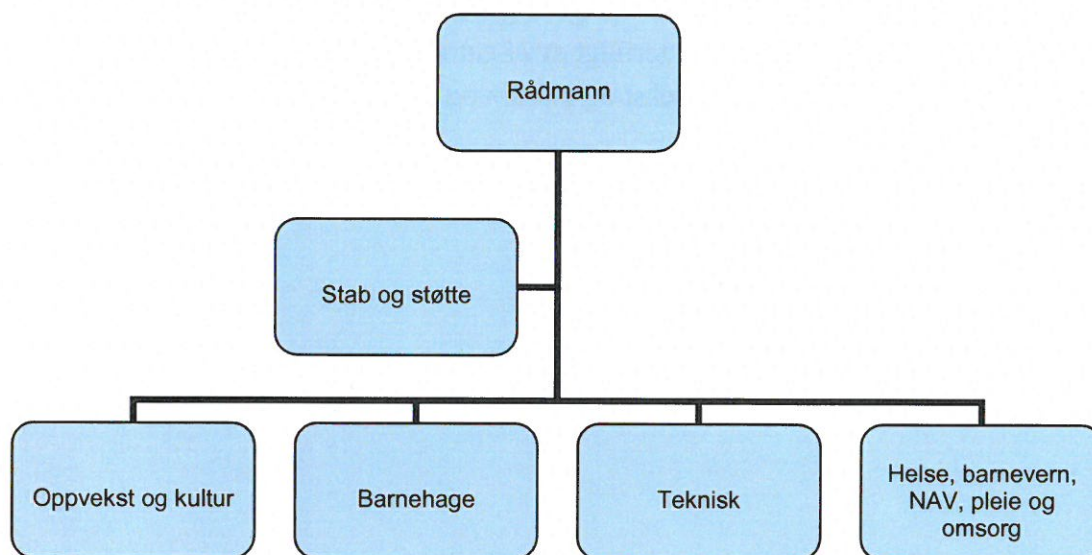 Rådmann
Stab og støtte
Oppvekst og kultur
Barnehage
Teknisk
Helse, barnevern,
NAV, pleie og
omsorg